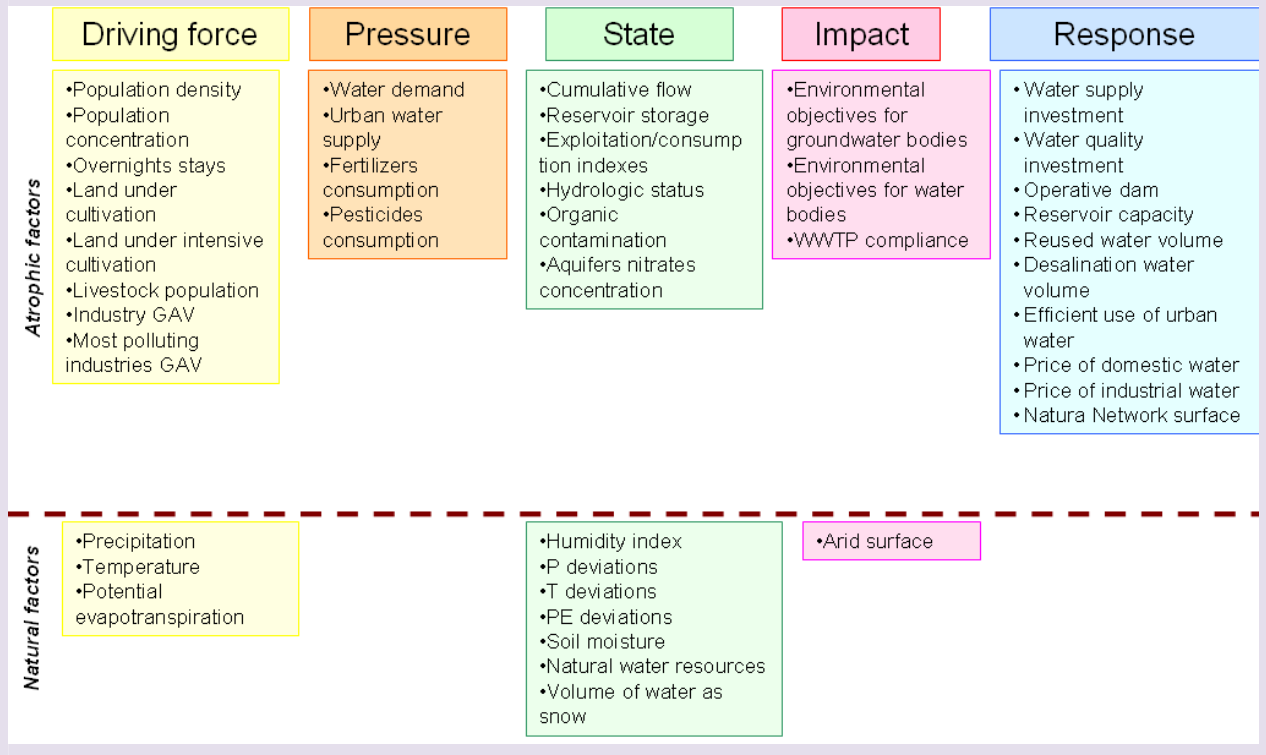 Driving force
Pressure
State
Impact
Response
Atrophic factors
•Population density
•Population
concentration
•Overnights stays
•Land under
cultivation
•Land under intensive
cultivation
•Livestock population
•Industry GAV
•Most polluting
industries GAV
•Water demand
•Urban water
supply
•Fertilizers
consumption
•Pesticides
consumption
•Cumulative flow
•Reservoir storage
•Exploitation/consump
tion indexes
•Hydrologic status
•Organic
contamination
•Aquifers nitrates
concentration
•Environmental
objectives for
groundwater bodies
•Environmental
objectives for water
bodies
•WWTP compliance
• Water supply
investment
• Water quality
investment
• Operative dam
• Reservoir capacity
• Reused water volume
• Desalination water
volume
• Efficient use of urban
water
• Price of domestic water
• Price of industrial water
• Natura Network surface
Natural factors
•Precipitation
•Temperature
•Potential
evapotranspiration
•Humidity index
•P deviations
•T deviations
•PE deviations
•Soil moisture
•Natural water resources
•Volume of water as
snow
•Arid surface